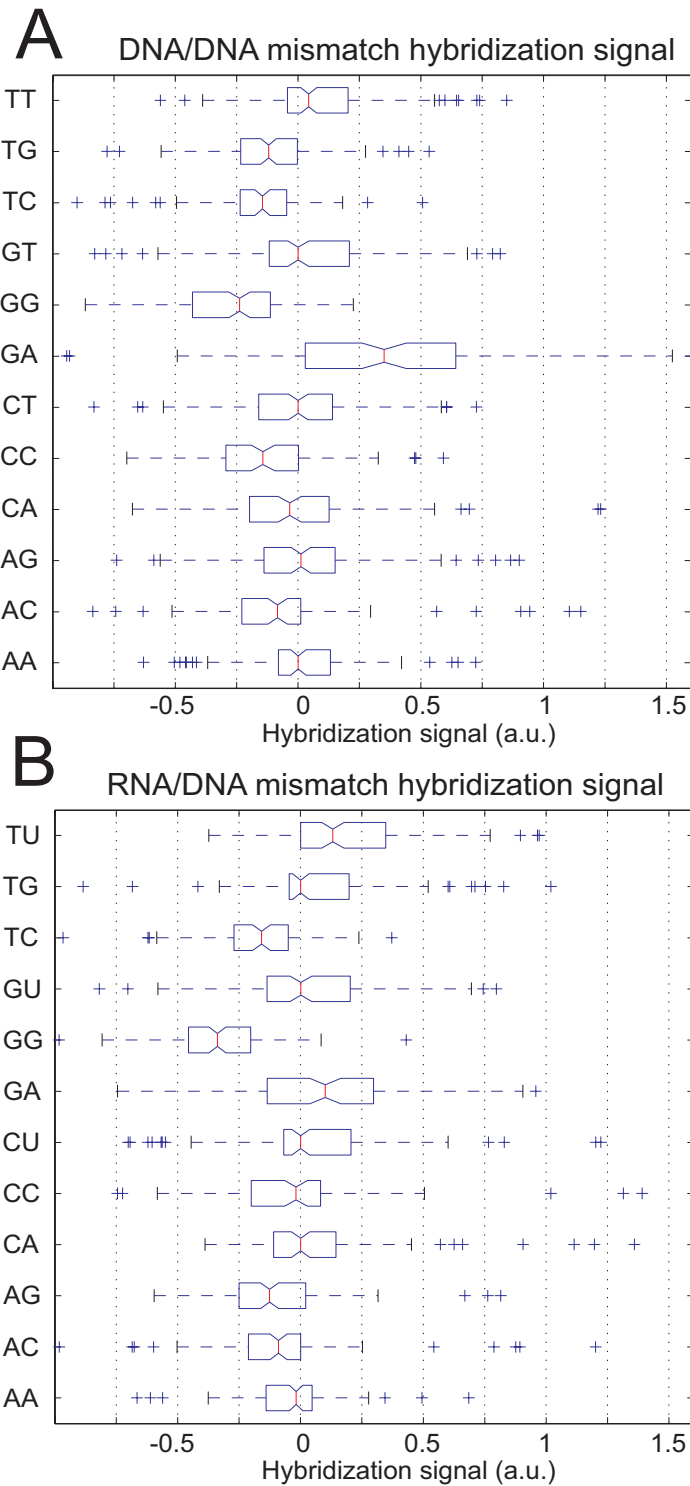 A
DNA/DNA mismatch hybridization signal
TT
TG
TC
GT
GG
GA
CT
CC
CA
AG
AC
AA
-0.5 0 0.5 1 1.5
Hybridization signal (a.u.)
B
RNA/DNA mismatch hybridization signal
TU
TG
TC
GU
GG
GA
CU
CC
CA
AG
AC
AA
-0.5 0 0.5 1 1.5
Hybridization signal (a.u.)